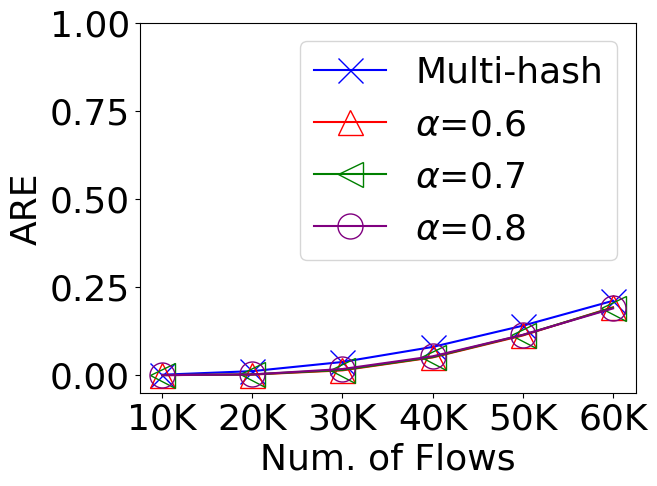 1.00
0.75
0.50
0.25
0.00
ARE
Multi-hash
α=0.6
α=0.7
α=0.8
10K 20K 30K 40K 50K 60K
Num. of Flows